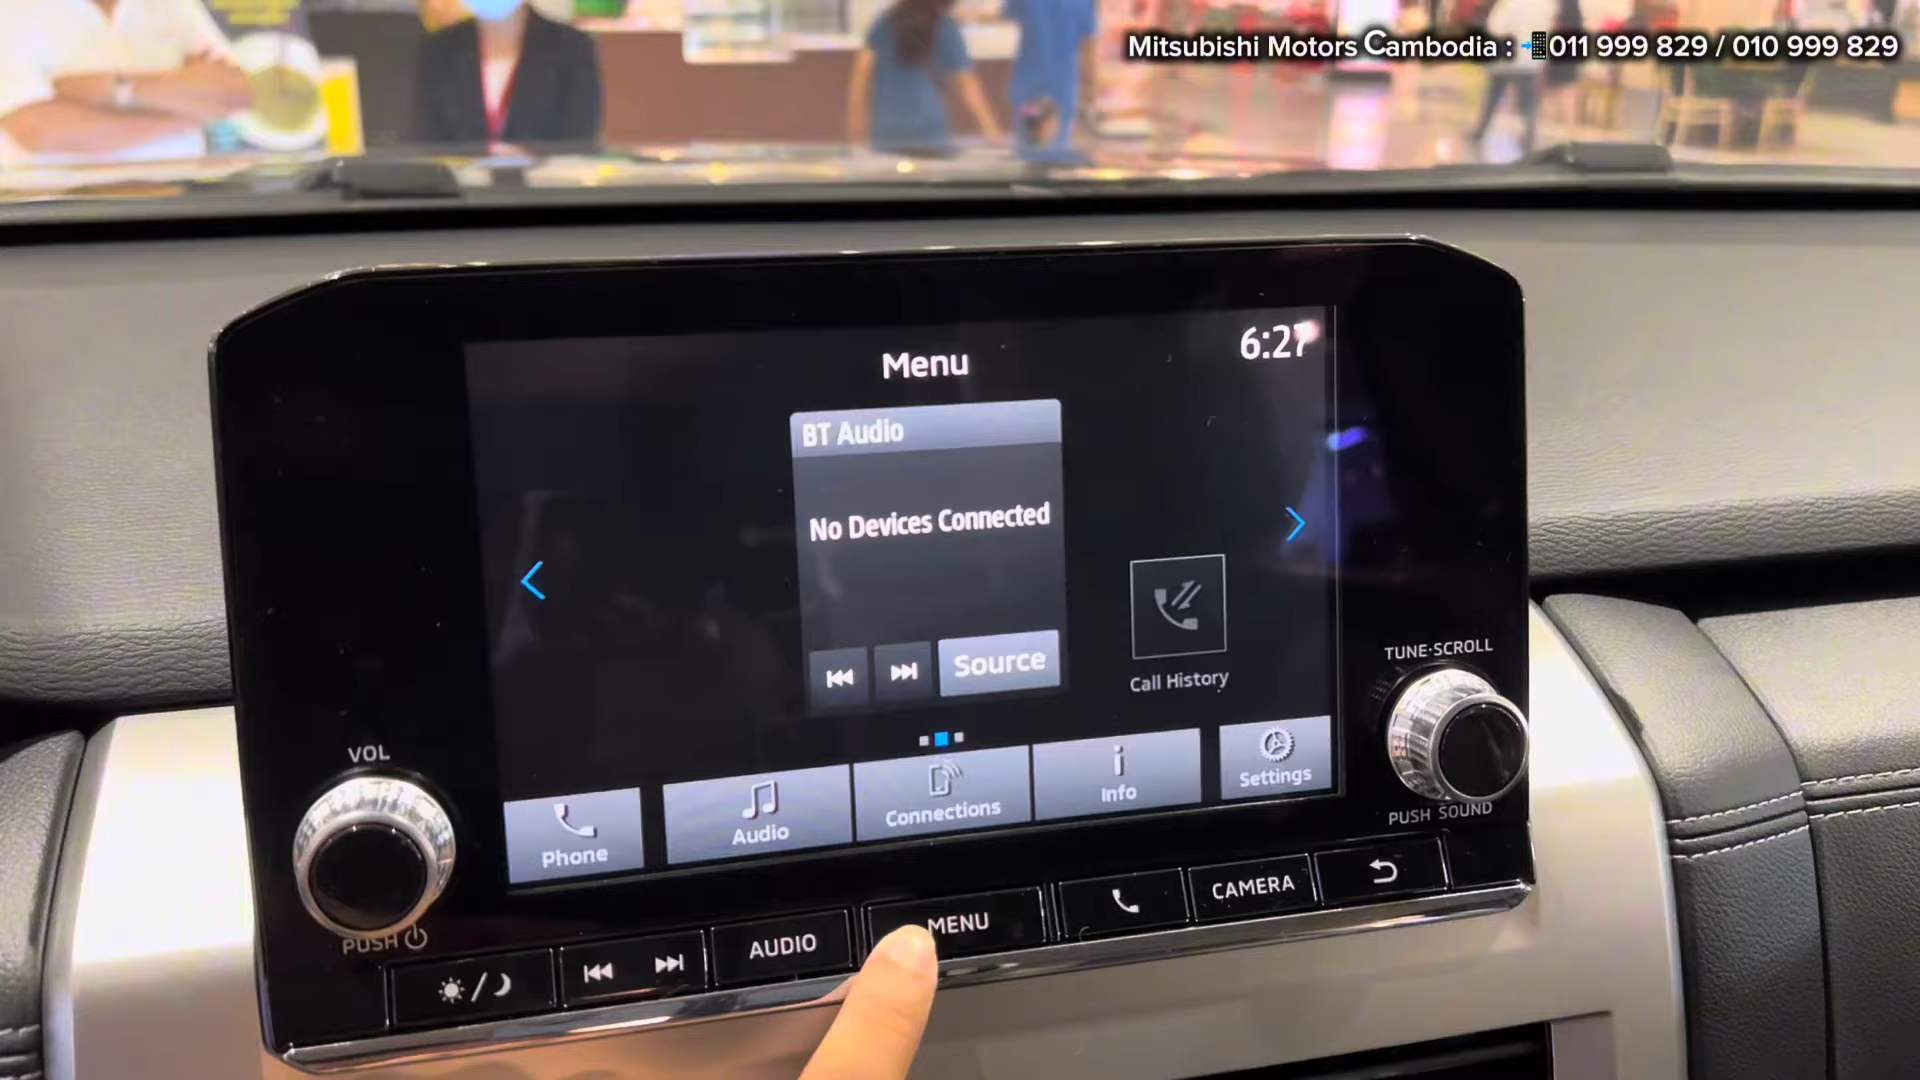 Mitsubishi Motors Cambodia : 📲011 999 829 / 010 999 829
Menu
6:27
BT Audio
No Devices Connected
Source
Call History
Phone
Audio
Connections
Info
Settings
VOL
PUSH
TUNE·SCROLL
PUSH SOUND
AUDIO
MENU
CAMERA